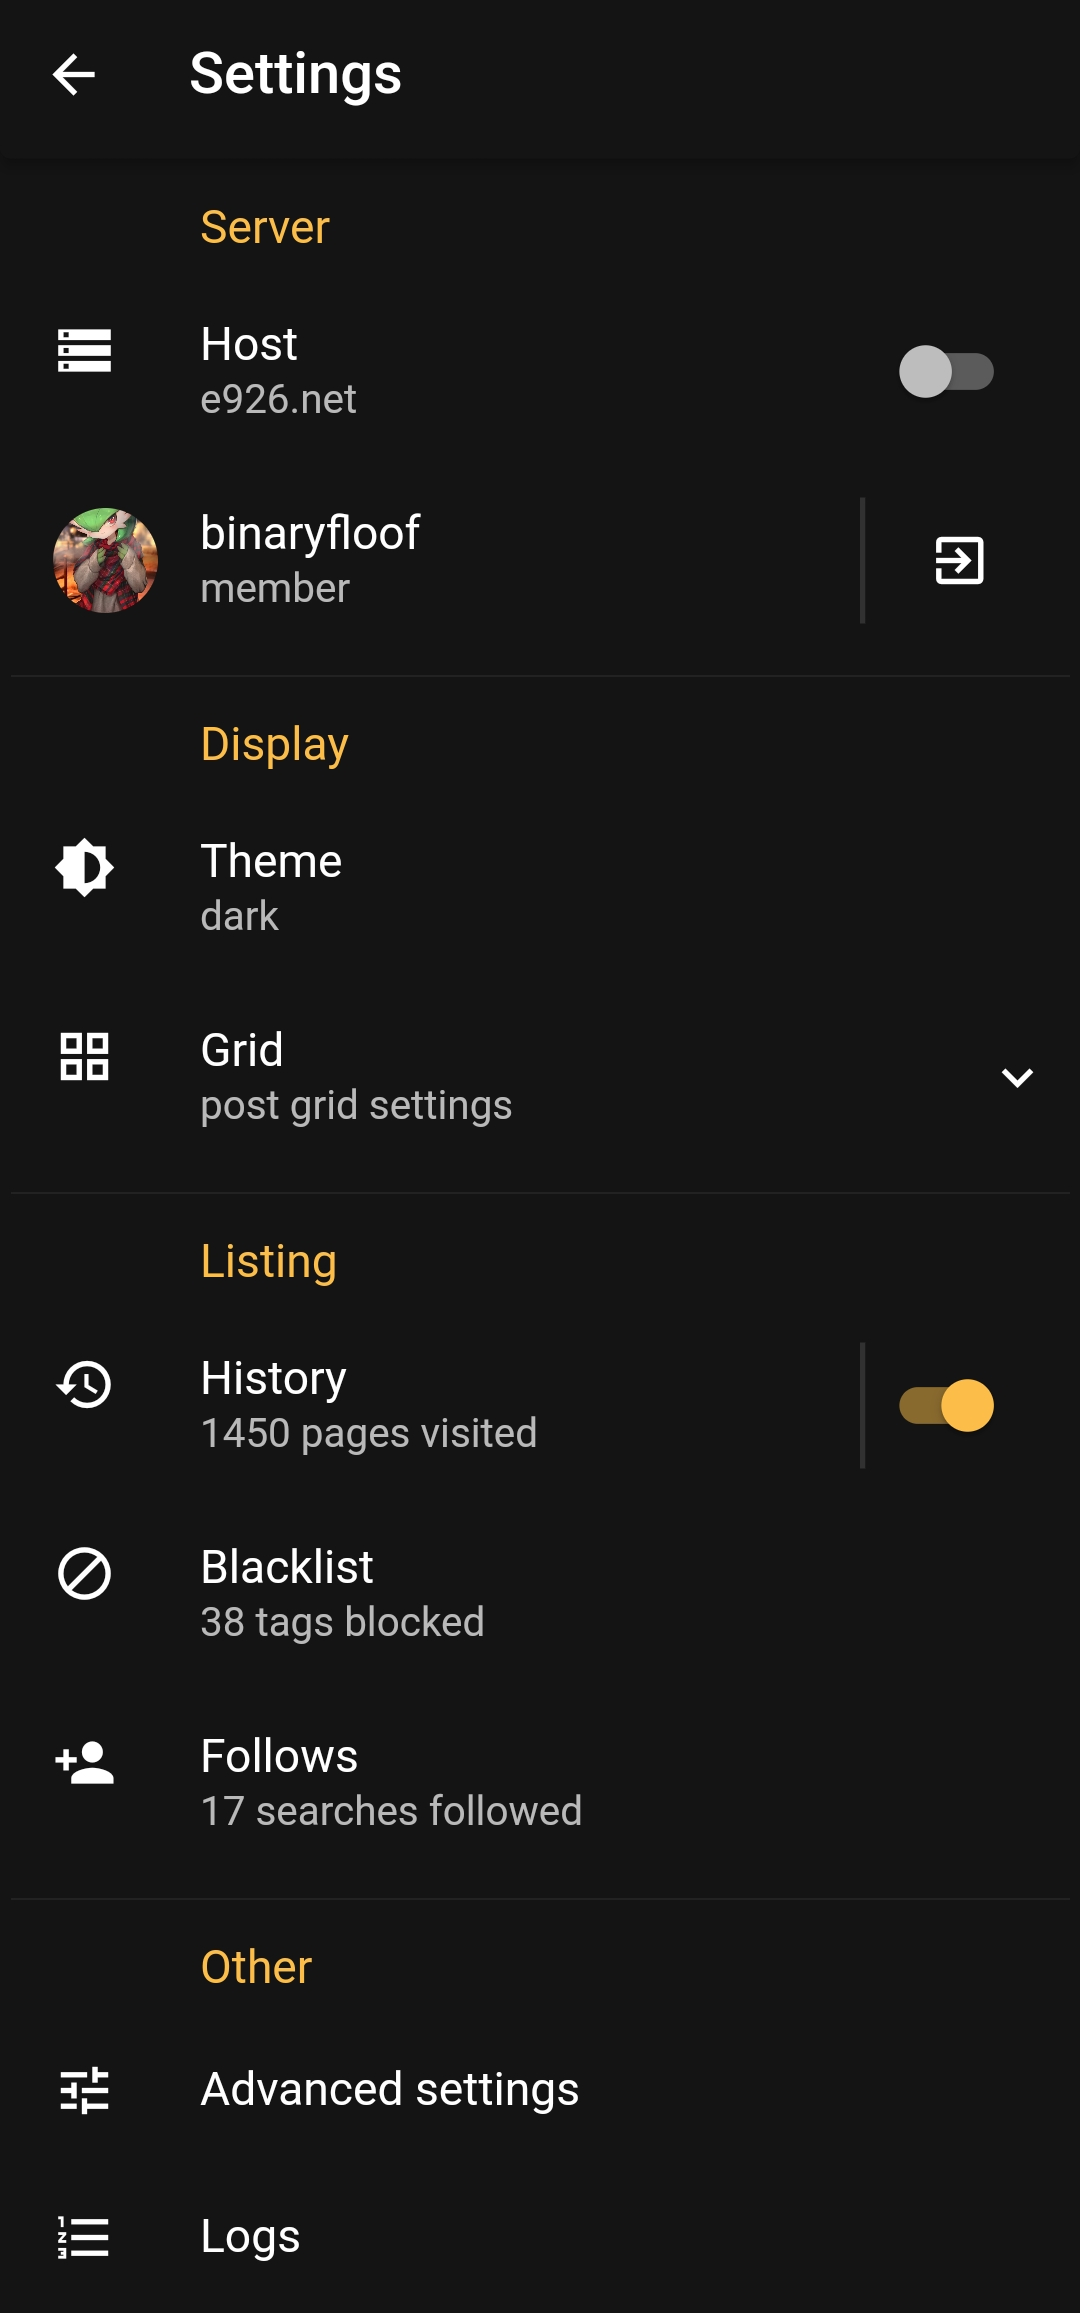 Settings
Server
Host
e926.net
binaryfloof
member
Display
Theme
dark
Grid
post grid settings
Listing
History
1450 pages visited
Blacklist
38 tags blocked
Follows
17 searches followed
Other
Advanced settings
Logs